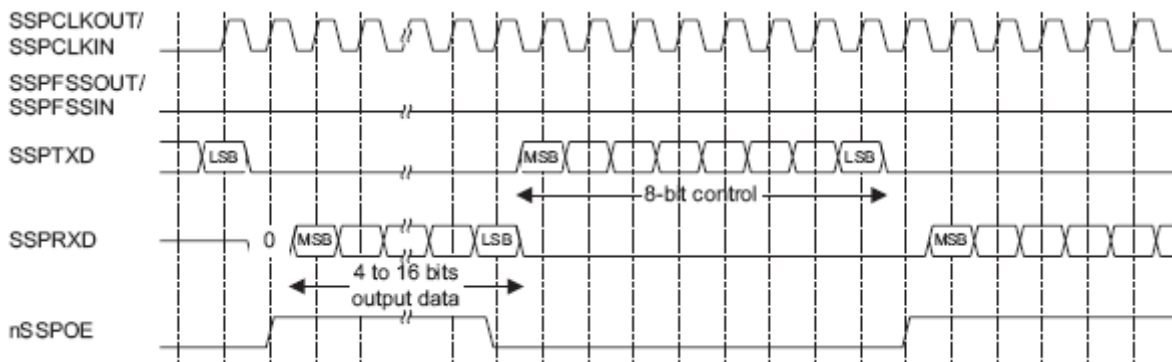 SSPCLKOUT/
SSPCLKIN
SSPFSSOUT/
SSPFSSIN
SSPTXD
LSB
MSB
LSB
8-bit control
SSPRXD
0
MSB
LSB
MSB
4 to 16 bits
output data
nSSPOE